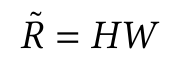 R̃ = HW